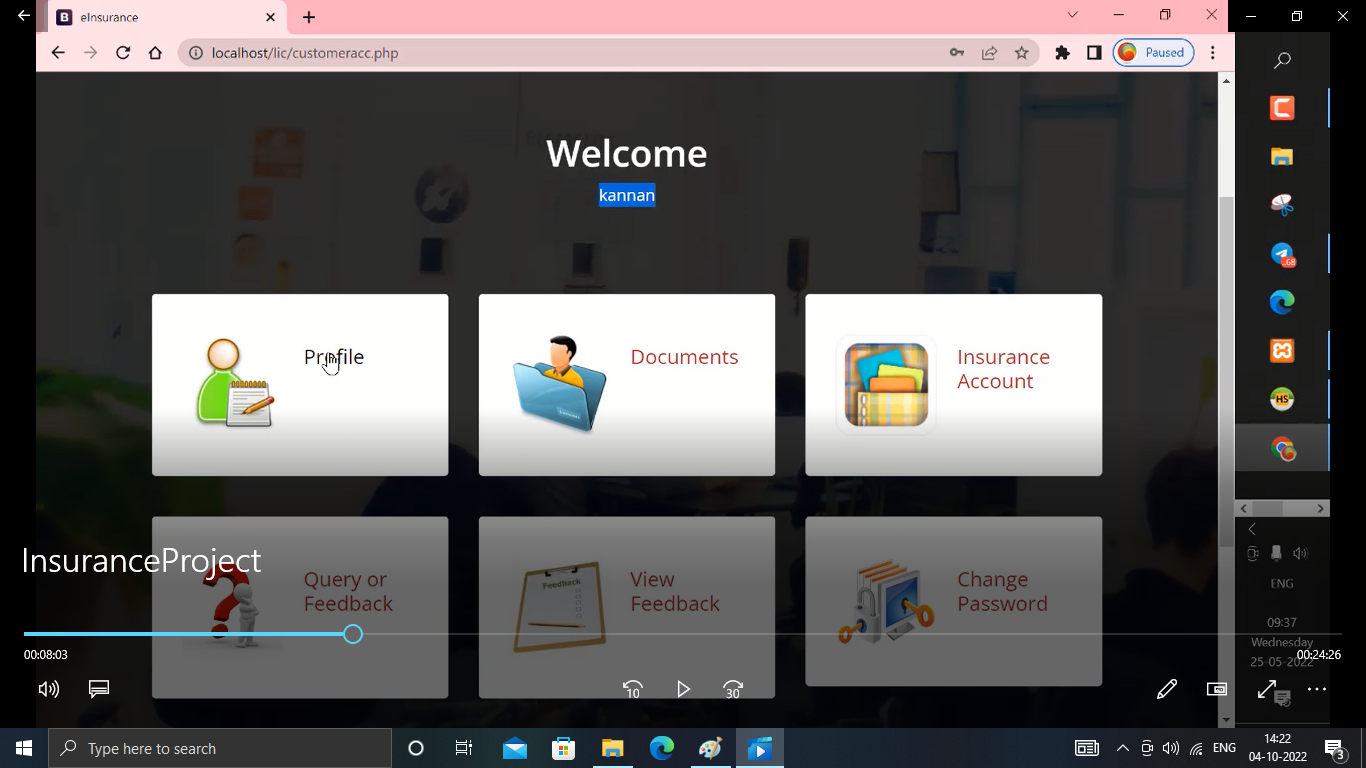 eInsurance
localhost/lic/customeracc.php
Paused
Welcome
kannan
Profile
Documents
Insurance
Account
Query or
Feedback
Feedback
View
Feedback
Change
Password
InsuranceProject
00:08:03
00:24:26
10
30
68
HS
ENG
09:37
Wednesday
25-05-2022
Type here to search
ENG
14:22
04-10-2022
3